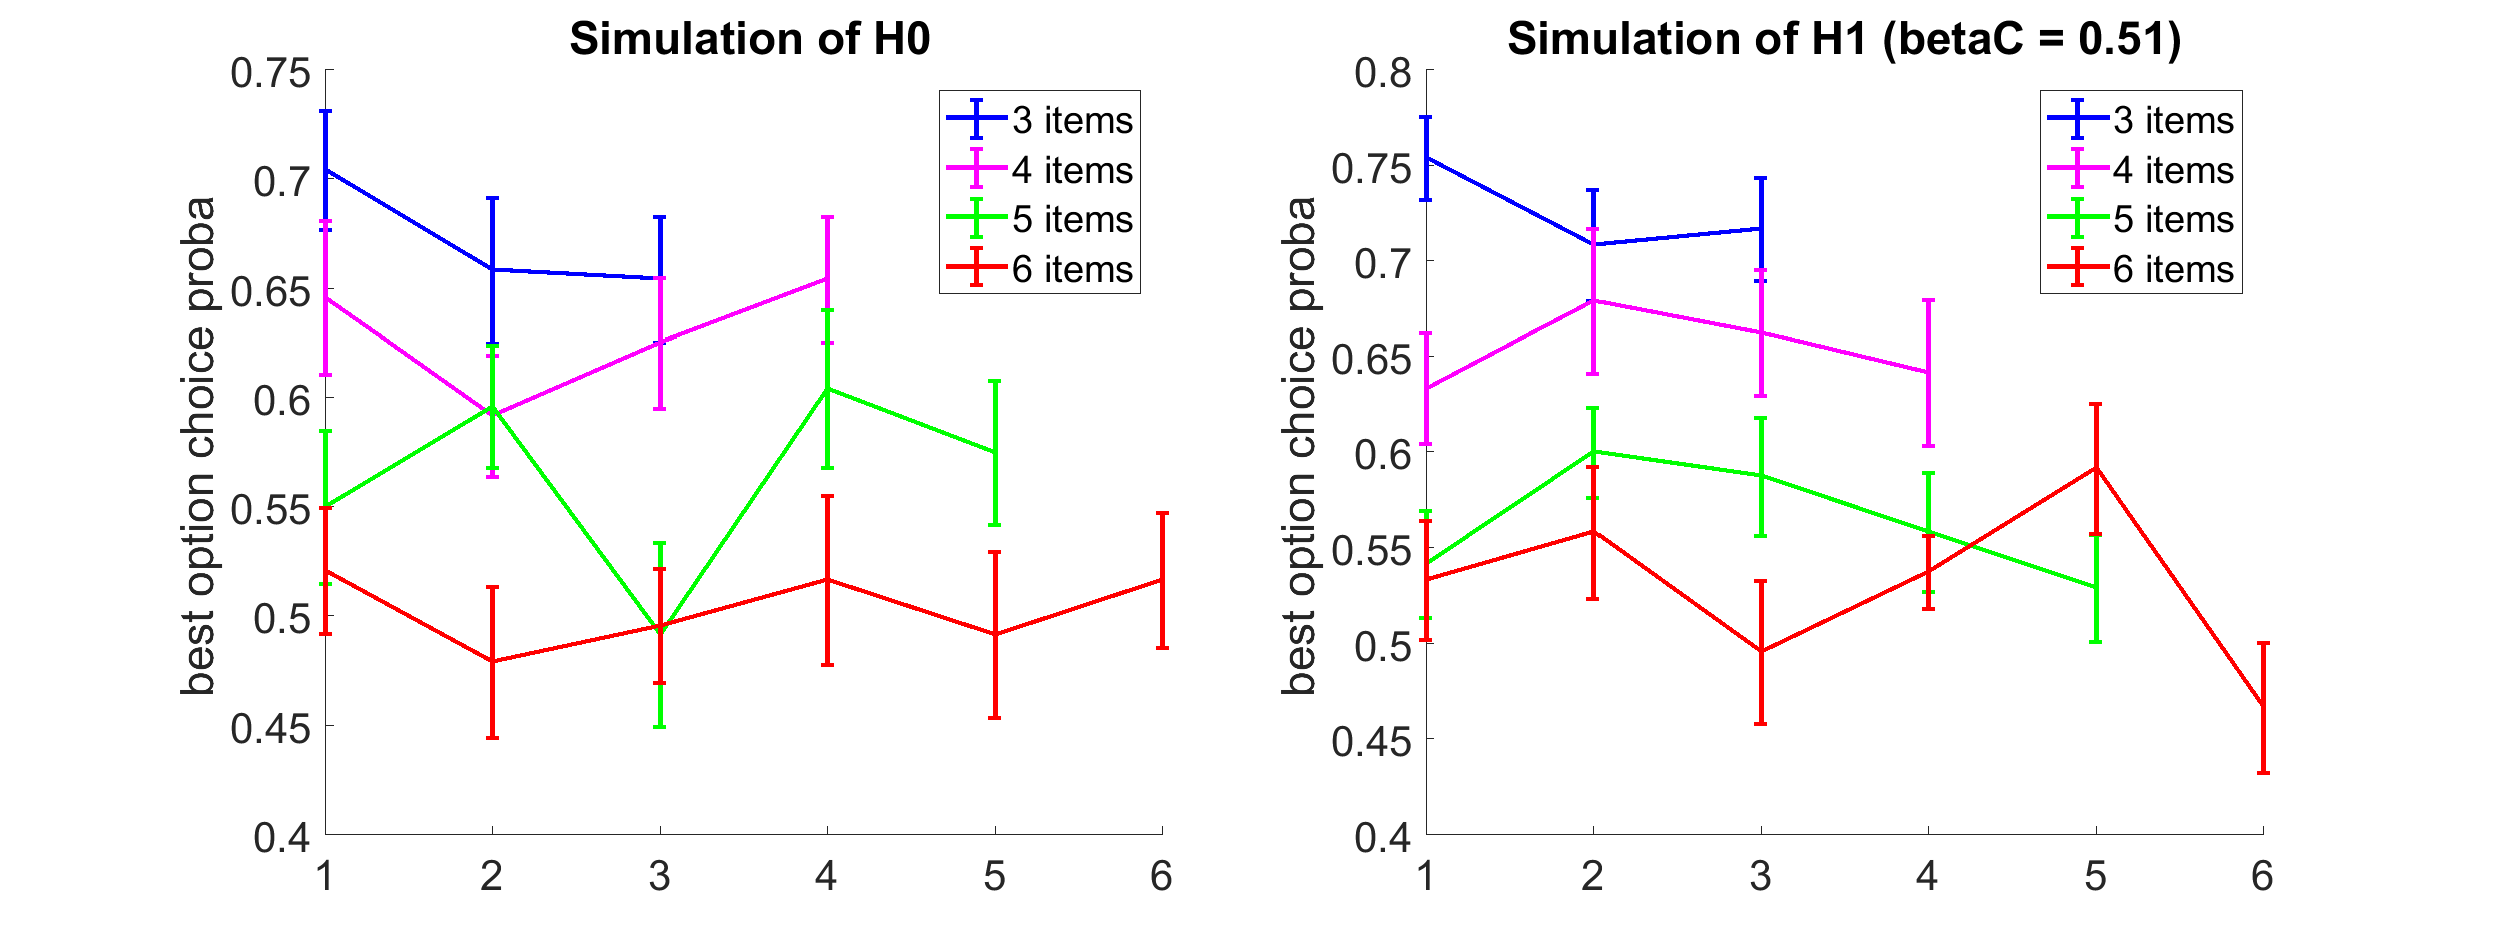 Simulation of H0
0.75
0.7
0.65
0.6
0.55
0.5
0.45
0.4
best option choice proba
1 2 3 4 5 6
3 items
4 items
5 items
6 items
Simulation of H1 (betaC = 0.51)
0.8
0.75
0.7
0.65
0.6
0.55
0.5
0.45
0.4
best option choice proba
1 2 3 4 5 6
3 items
4 items
5 items
6 items